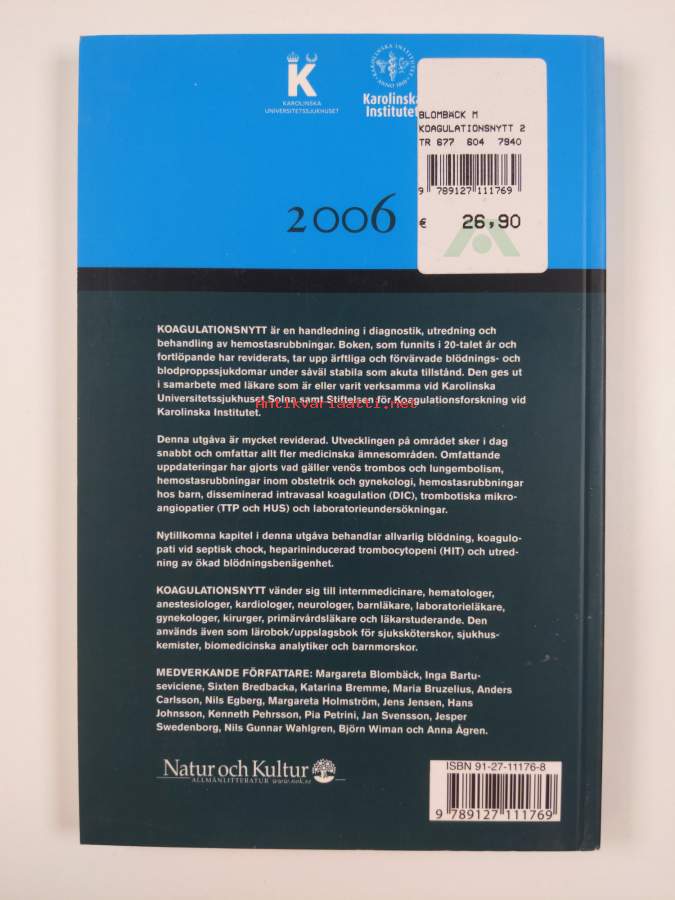 KAROLINSKA
UNIVERSITETSSJUKHUSET
KAROLINSKA INSTITUTET
ANNO 1810
Karolinska
Institutet
BLOMBÄCK M
KOAGULATIONSNYTT 2
TR 677 604 7940
9 789127 111769
€ 26,90
2006
KOAGULATIONSNYTT är en handledning i diagnostik, utredning och
behandling av hemostasrubbningar. Boken, som funnits i 20-talet år och
fortlöpande har reviderats, tar upp ärftliga och förvärvade blödnings- och
blodproppssjukdomar under såväl stabila som akuta tillstånd. Den ges ut
i samarbete med läkare som är eller varit verksamma vid Karolinska
Universitetssjukhuset Solna samt Stiftelsen för Koagulationsforskning vid
Karolinska Institutet.
Antikvariaatti.net
Denna utgåva är mycket reviderad. Utvecklingen på området sker i dag
snabbt och omfattar allt fler medicinska ämnesområden. Omfattande
uppdateringar har gjorts vad gäller venös trombos och lungembolism,
hemostasrubbningar inom obstetrik och gynekologi, hemostasrubbningar
hos barn, disseminerad intravasal koagulation (DIC), trombotiska mikro-
angiopatier (TTP och HUS) och laboratorieundersökningar.
Nytillkomna kapitel i denna utgåva behandlar allvarlig blödning, koagulo-
pati vid septisk chock, heparininducerad trombocytopeni (HIT) och utred-
ning av ökad blödningsbenägenhet.
KOAGULATIONSNYTT vänder sig till internmedicinare, hematologer,
anestesiologer, kardiologer, neurologer, barnläkare, laboratorieläkare,
gynekologer, kirurger, primärvårdsläkare och läkarstuderande. Den
används även som lärobok/uppslagsbok för sjuksköterskor, sjukhus-
kemister, biomedicinska analytiker och barnmorskor.
MEDVERKANDE FÖRFATTARE: Margareta Blombäck, Inga Bartu-
seviciene, Sixten Bredbacka, Katarina Bremme, Maria Bruzelius, Anders
Carlsson, Nils Egberg, Margareta Holmström, Jens Jensen, Hans
Johnsson, Kenneth Pehrsson, Pia Petrini, Jan Svensson, Jesper
Swedenborg, Nils Gunnar Wahlgren, Björn Wiman och Anna Ågren.
Natur och Kultur
ALLMÄNLITTERATUR www.nok.se
ISBN 91-27-11176-8
9 789127 111769